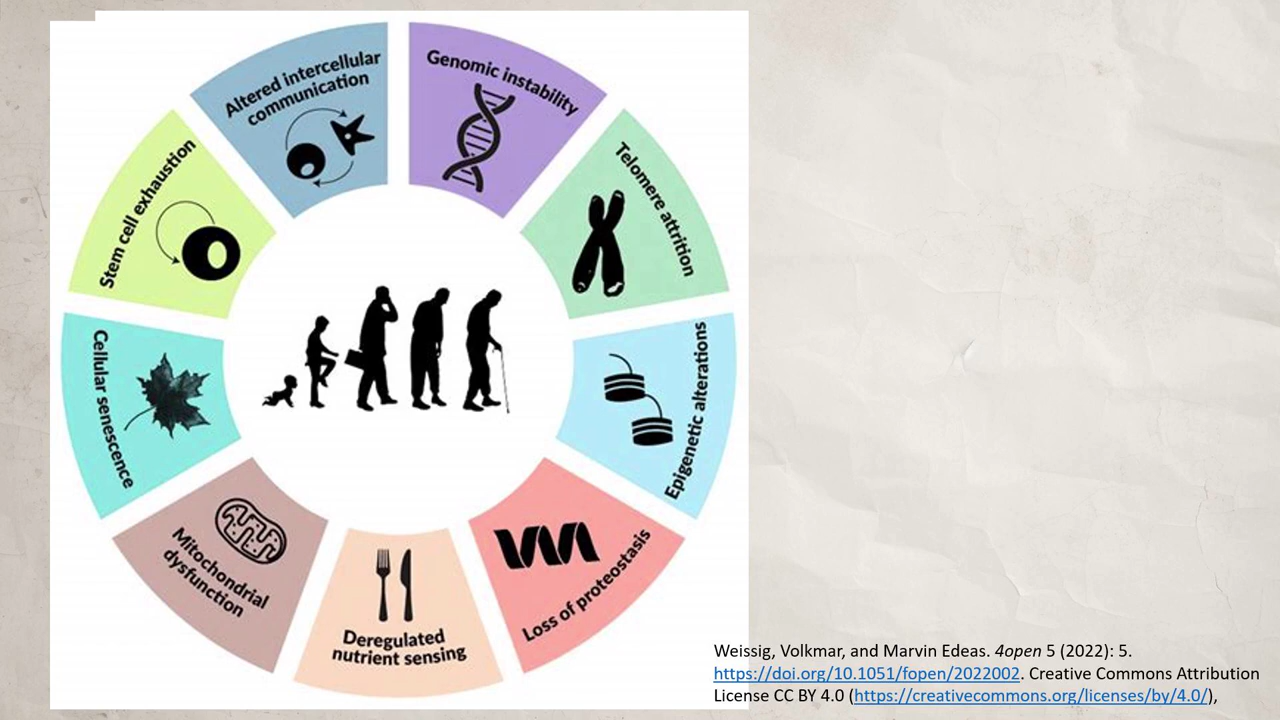 Altered intercellular
communication
Genomic instability
Telomere attrition
Epigenetic alterations
Loss of proteostasis
Deregulated
nutrient sensing
Mitochondrial
dysfunction
Cellular senescence
Stem cell exhaustion
Weissig, Volkmar, and Marvin Edeas. 4open 5 (2022): 5.
https://doi.org/10.1051/fopen/2022002. Creative Commons Attribution
License CC BY 4.0 (https://creativecommons.org/licenses/by/4.0/),